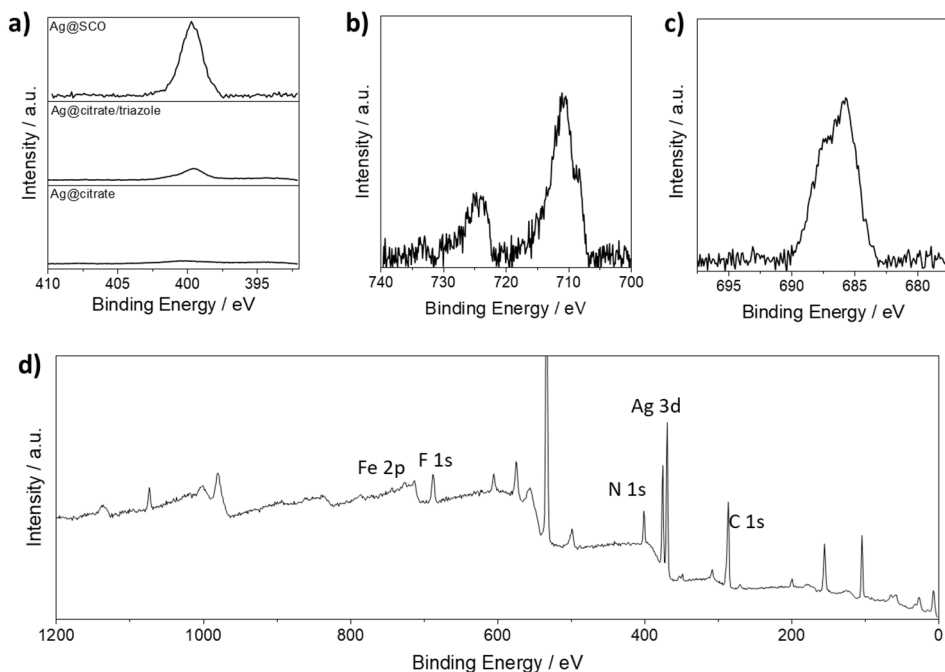 a)
Ag@SCO
Ag@citrate/triazole
Ag@citrate
Intensity / a.u.
410 405 400 395
Binding Energy / eV
b)
Intensity / a.u.
740 730 720 710 700
Binding Energy / eV
c)
Intensity / a.u.
695 690 685 680
Binding Energy / eV
d)
Intensity / a.u.
Fe 2p
F 1s
N 1s
Ag 3d
C 1s
1200 1000 800 600 400 200 0
Binding Energy / eV